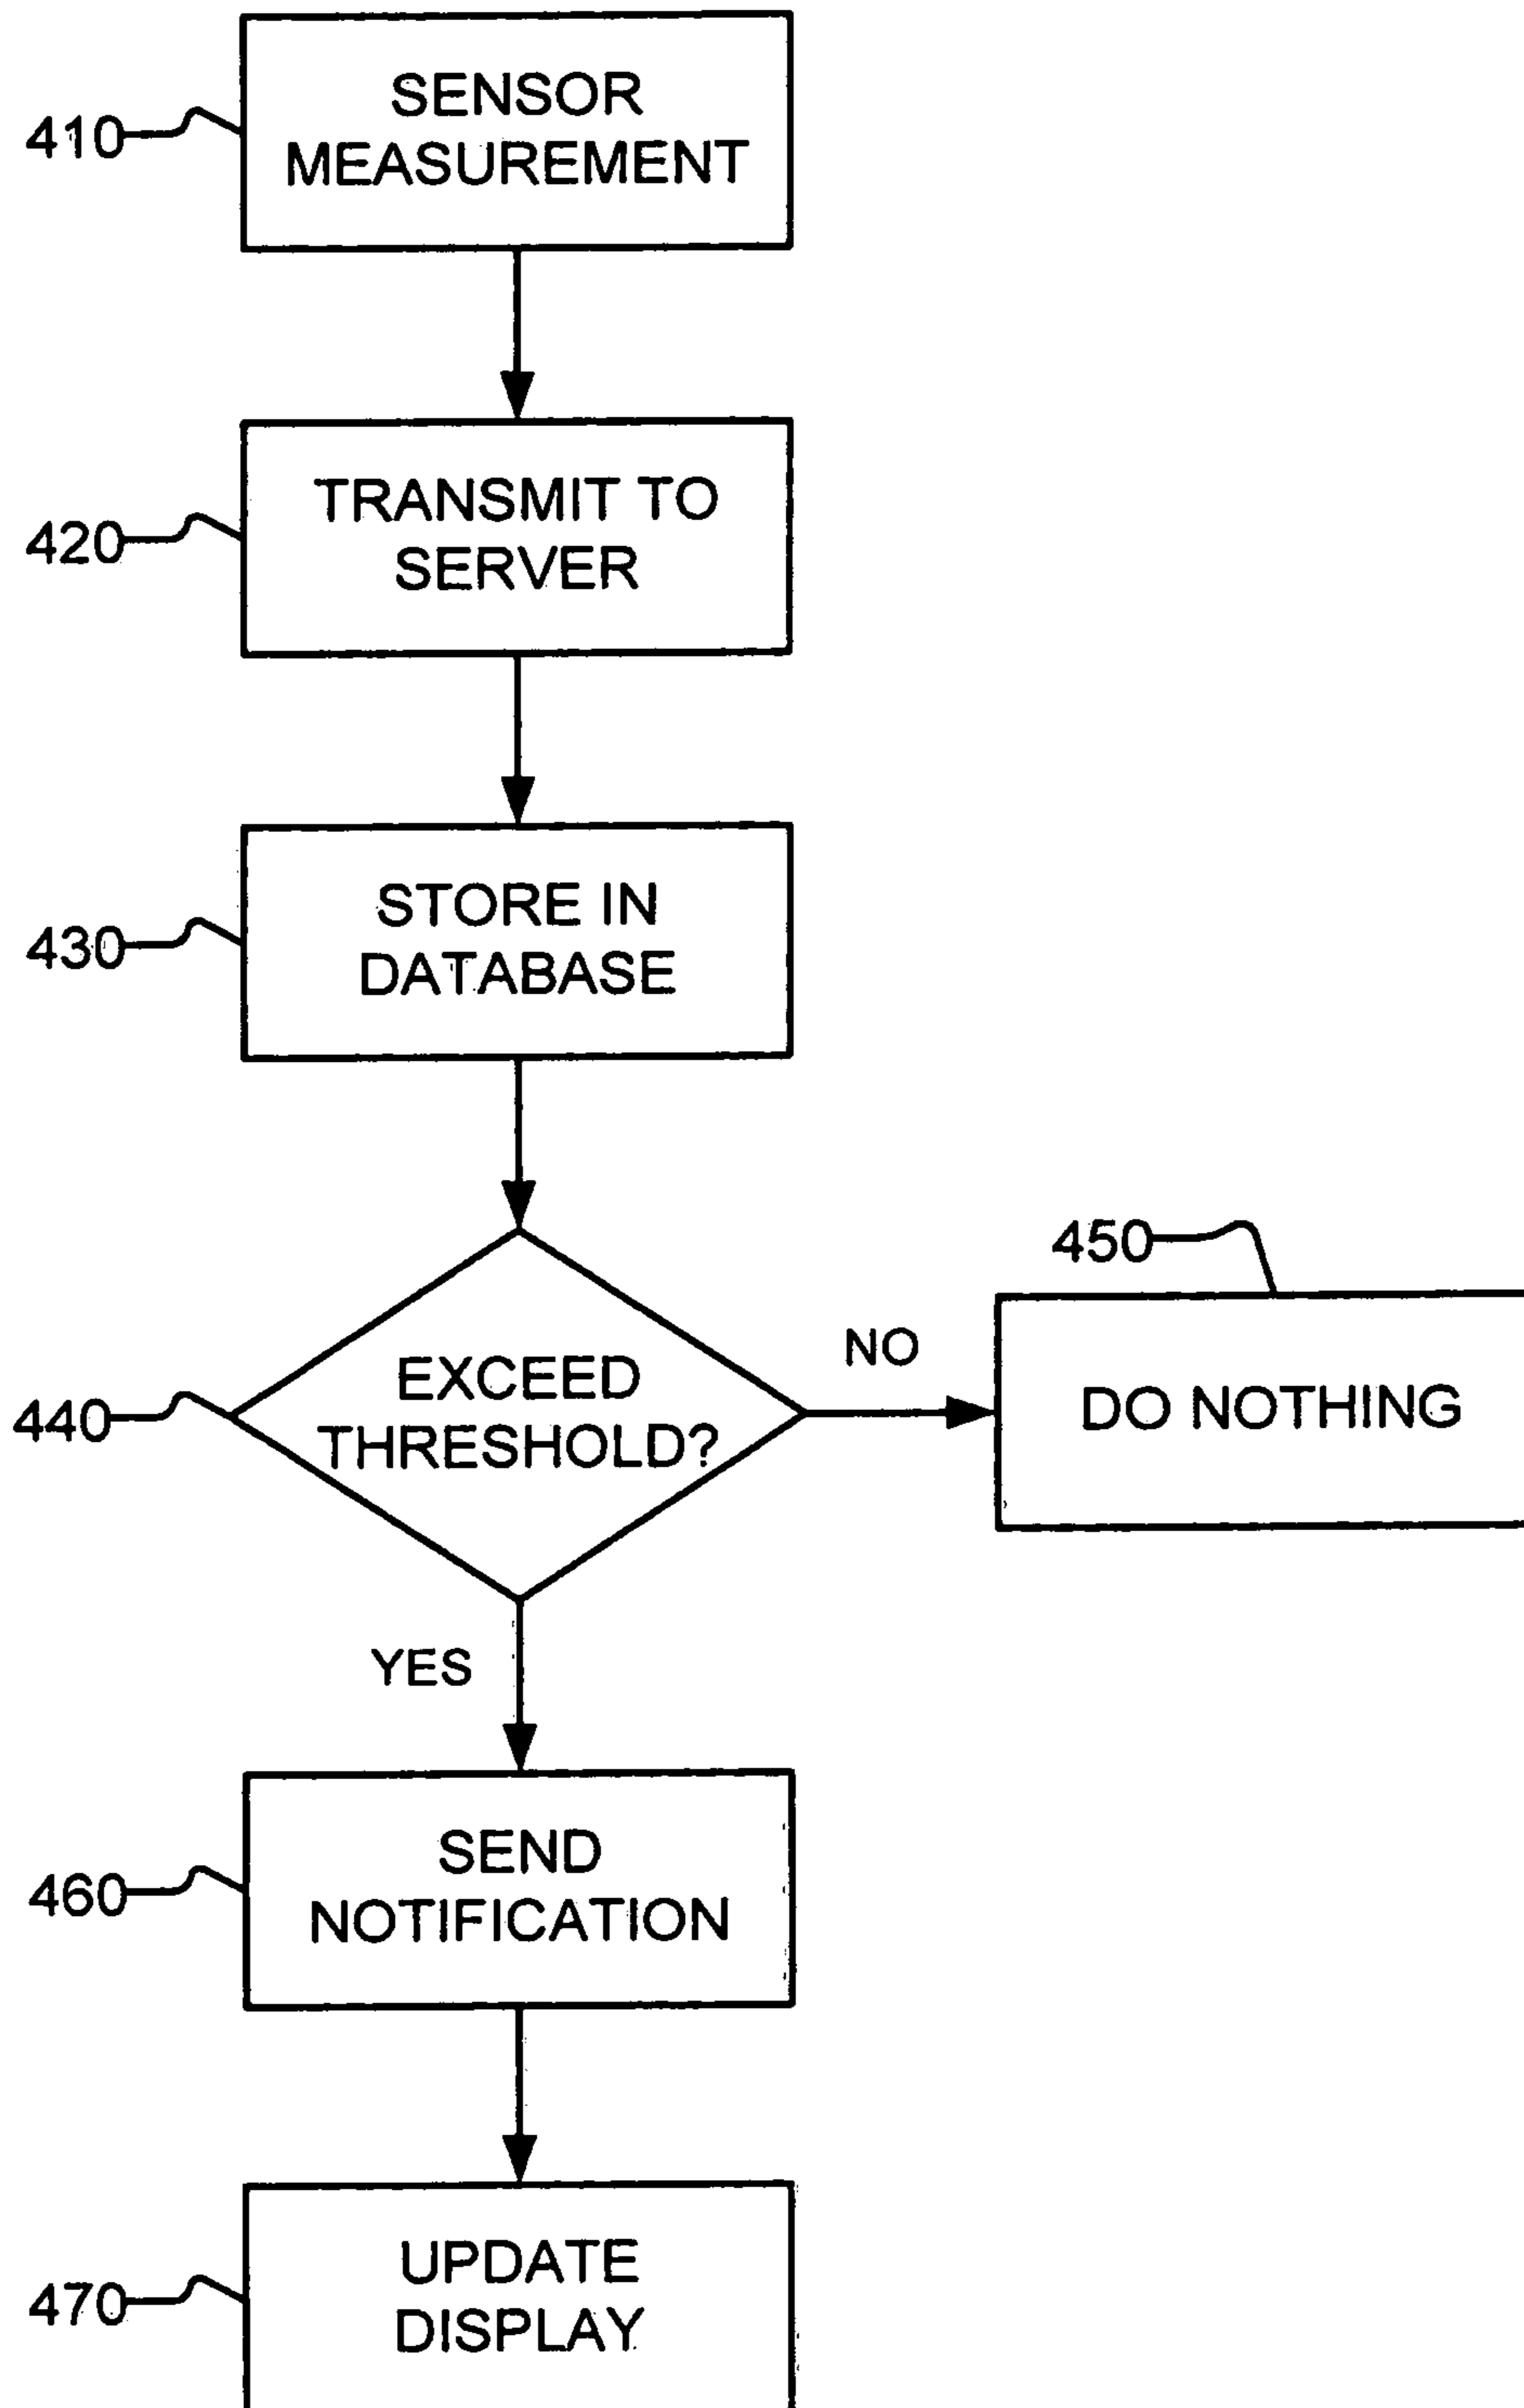 410
SENSOR
MEASUREMENT
420
TRANSMIT TO
SERVER
430
STORE IN
DATABASE
450
440
EXCEED
THRESHOLD?
NO
DO NOTHING
YES
460
SEND
NOTIFICATION
470
UPDATE
DISPLAY